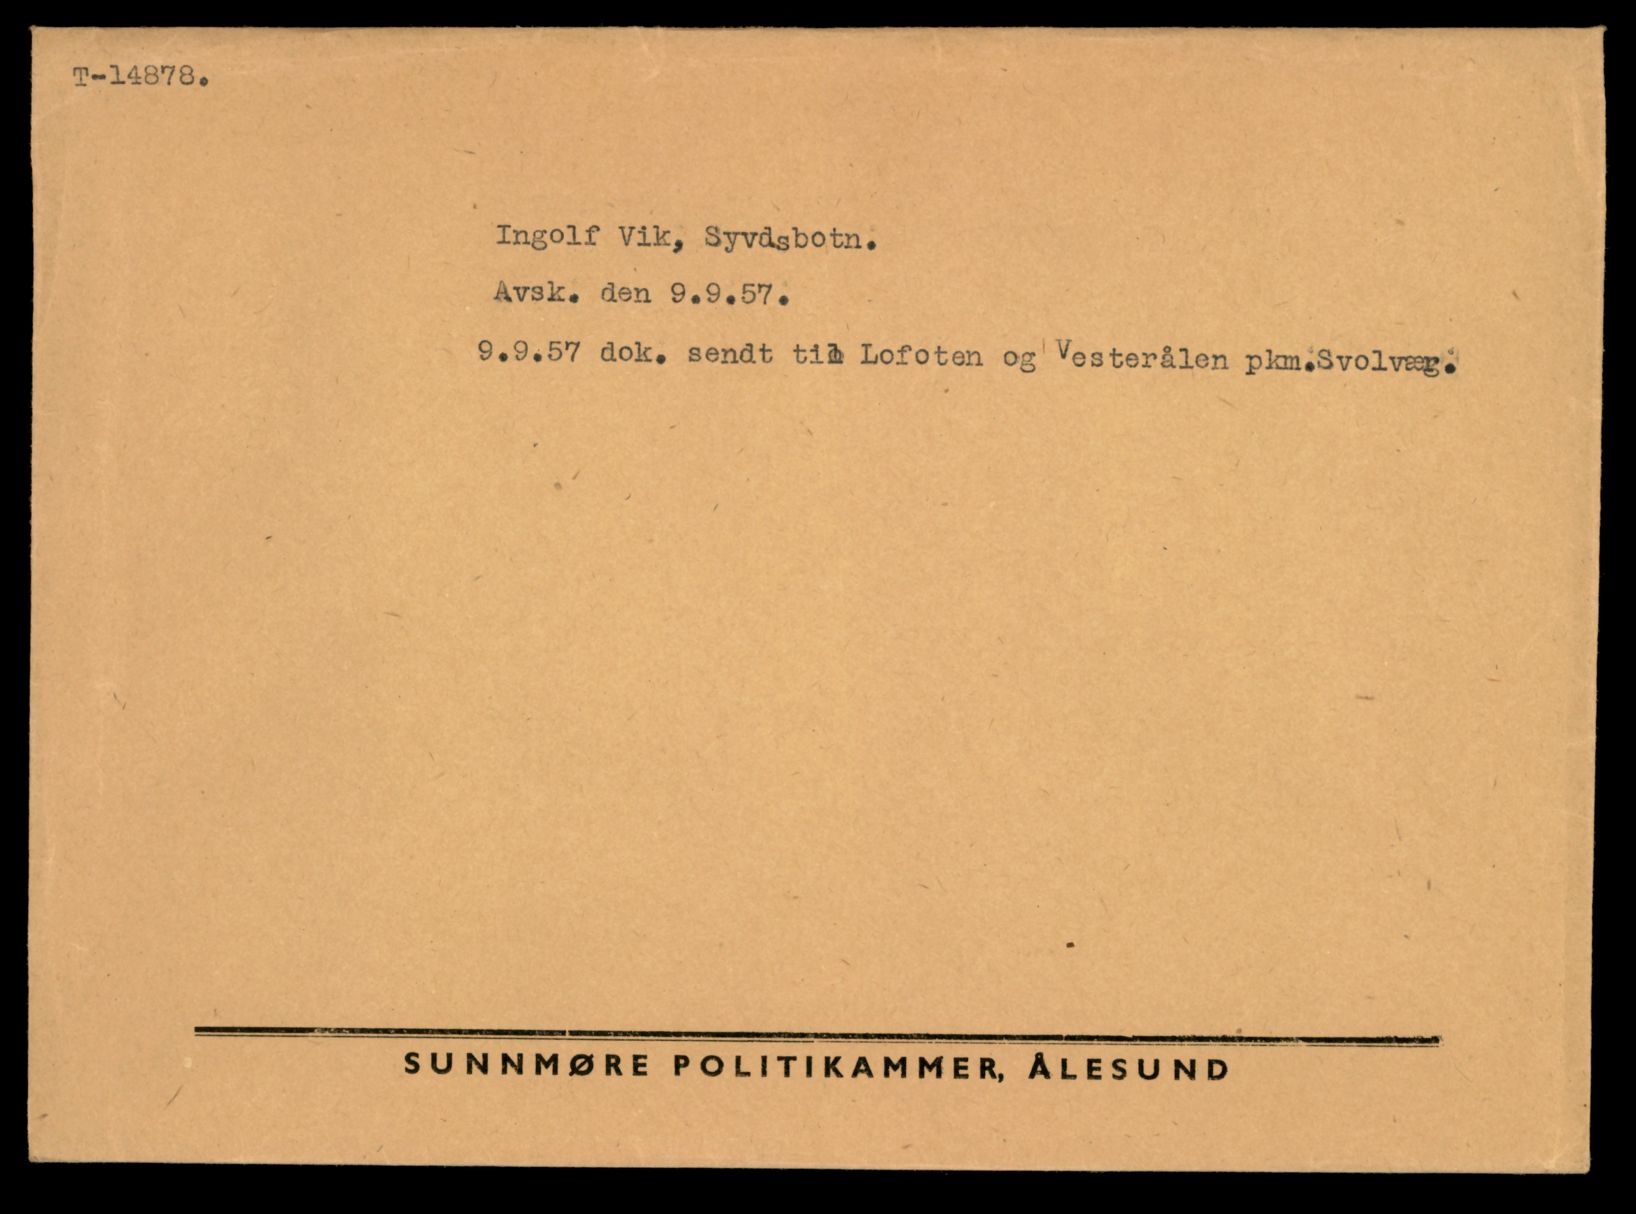 T-14878.
Ingolf Vik, Syvdsbotn.
Avsk. den 9.9.57.
9.9.57 dok. sendt til Lofoten og Vesterålen pkm.Svolvær.
SUNNMØRE POLITIKAMMER, ÅLESUND